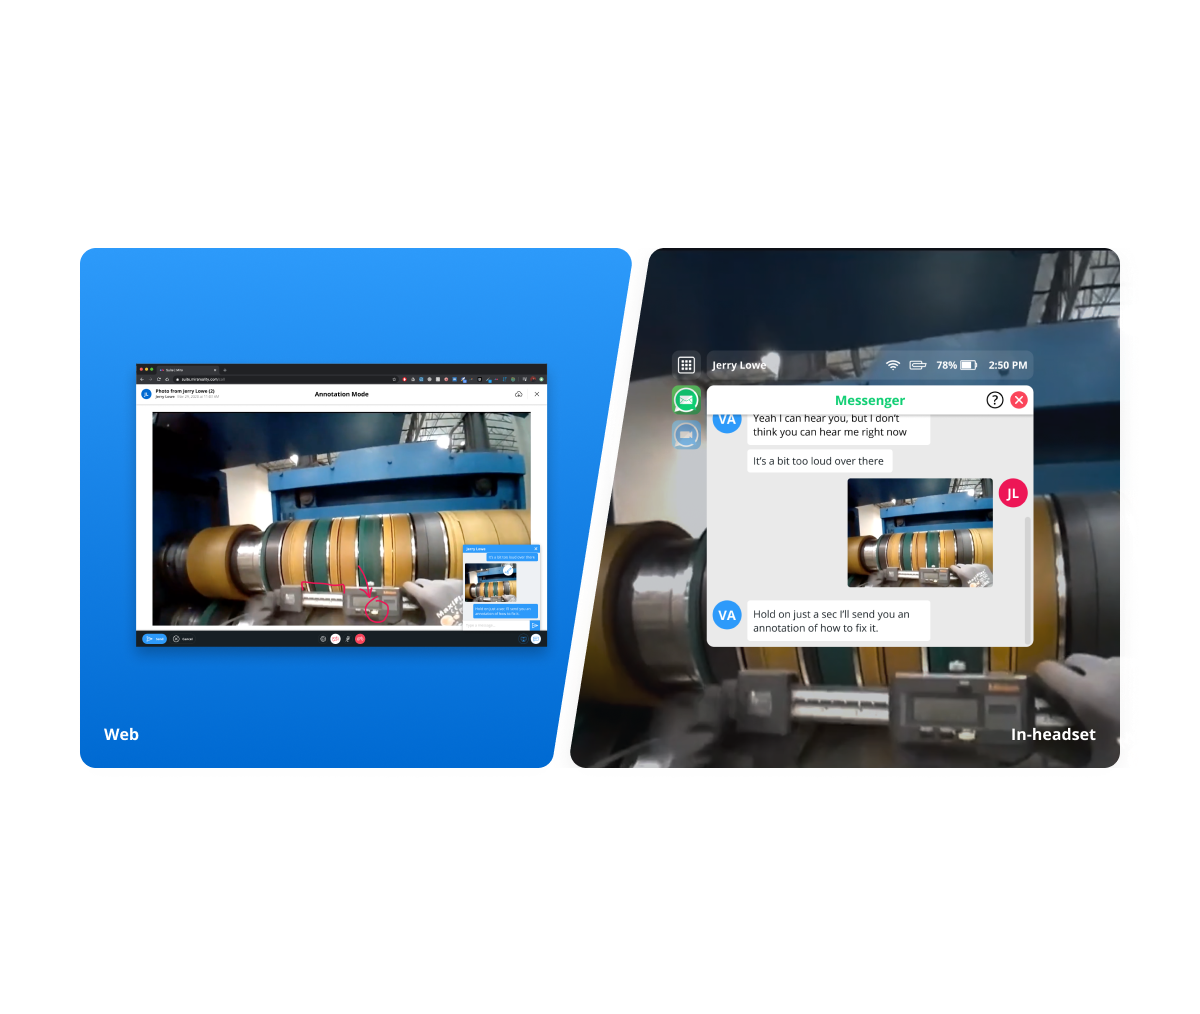 Photo from Jerry Lowe (2)
Jerry Lowe
Annotation Mode
Jerry Lowe
It's a bit too loud over there
Hold on just a sec I'll send you an
annotation of how to fix it.
Type a message...
Send
Cancel
Web
Jerry Lowe
78%
2:50 PM
Messenger
?
VA
Yeah I can hear you, but I don't
think you can hear me right now
It's a bit too loud over there
JL
VA
Hold on just a sec I'll send you an
annotation of how to fix it.
In-headset